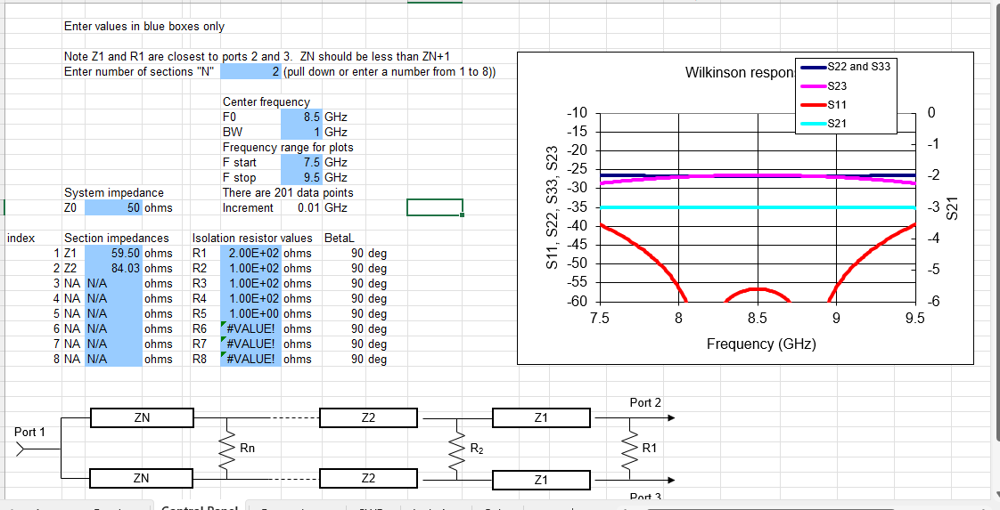 Enter values in blue boxes only
Note Z1 and R1 are closest to ports 2 and 3. ZN should be less than ZN+1
Enter number of sections "N" 2 (pull down or enter a number from 1 to 8))
Center frequency
F0 8.5 GHz
BW 1 GHz
Frequency range for plots
F start 7.5 GHz
F stop 9.5 GHz
System impedance There are 201 data points
Z0 50 ohms Increment 0.01 GHz
index Section impedances Isolation resistor values BetaL
1 Z1 59.50 ohms R1 2.00E+02 ohms 90 deg
2 Z2 84.03 ohms R2 1.00E+02 ohms 90 deg
3 NA N/A ohms R3 1.00E+02 ohms 90 deg
4 NA N/A ohms R4 1.00E+02 ohms 90 deg
5 NA N/A ohms R5 1.00E+00 ohms 90 deg
6 NA N/A ohms R6 #VALUE! ohms 90 deg
7 NA N/A ohms R7 #VALUE! ohms 90 deg
8 NA N/A ohms R8 #VALUE! ohms 90 deg
Wilkinson respon
S22 and S33
S23
S11
S21
-10
-15
-20
-25
-30
-35
-40
-45
-50
-55
-60
S11, S22, S33, S23
0
-1
-2
-3
-4
-5
-6
S21
7.5 8 8.5 9 9.5
Frequency (GHz)
Port 2
ZN Z2 Z1
Port 1
Rn R2 R1
ZN Z2 Z1
Port 3
Control Panel